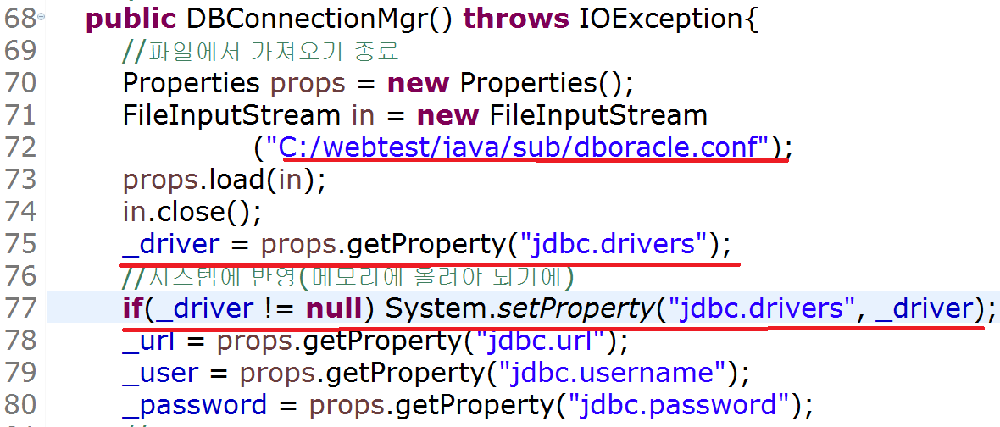 68 public DBConnectionMgr() throws IOException{
69 //파일에서 가져오기 종료
70 Properties props = new Properties();
71 FileInputStream in = new FileInputStream
72 ("C:/webtest/java/sub/dboracle.conf");
73 props.load(in);
74 in.close();
75 _driver = props.getProperty("jdbc.drivers");
76 //시스템에 반영(메모리에 올려야 되기에)
77 if(_driver != null) System.setProperty("jdbc.drivers", _driver);
78 _url = props.getProperty("jdbc.url");
79 _user = props.getProperty("jdbc.username");
80 _password = props.getProperty("jdbc.password");